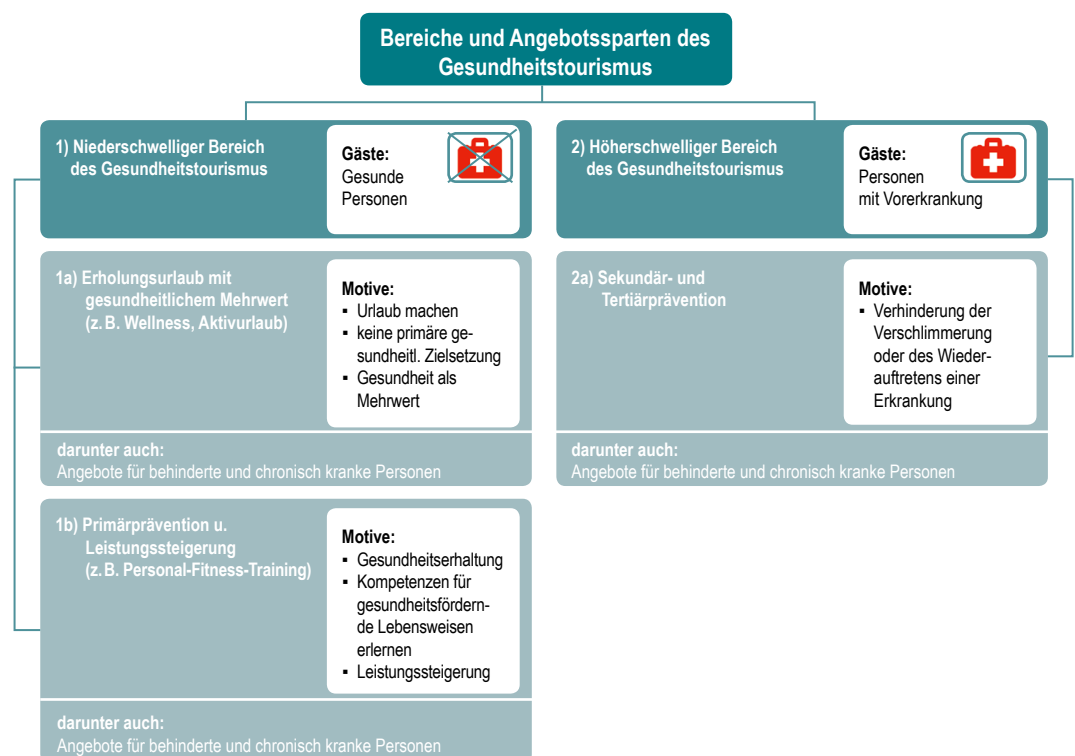 Bereiche und Angebotssparten des
Gesundheitstourismus
1) Niederschwelliger Bereich
des Gesundheitstourismus
Gäste:
Gesunde
Personen
2) Höherschwelliger Bereich
des Gesundheitstourismus
Gäste:
Personen
mit Vorerkrankung
1a) Erholungsurlaub mit
gesundheitlichem Mehrwert
(z. B. Wellness, Aktivurlaub)
Motive:
▪ Urlaub machen
▪ keine primäre ge-
sundheitl. Zielsetzung
▪ Gesundheit als
Mehrwert
darunter auch:
Angebote für behinderte und chronisch kranke Personen
2a) Sekundär- und
Tertiärprävention
Motive:
▪ Verhinderung der
Verschlimmerung
oder des Wieder-
auftretens einer
Erkrankung
darunter auch:
Angebote für behinderte und chronisch kranke Personen
1b) Primärprävention u.
Leistungssteigerung
(z. B. Personal-Fitness-Training)
Motive:
▪ Gesundheitserhaltung
▪ Kompetenzen für
gesundheitsfördern-
de Lebensweisen
erlernen
▪ Leistungssteigerung
darunter auch:
Angebote für behinderte und chronisch kranke Personen